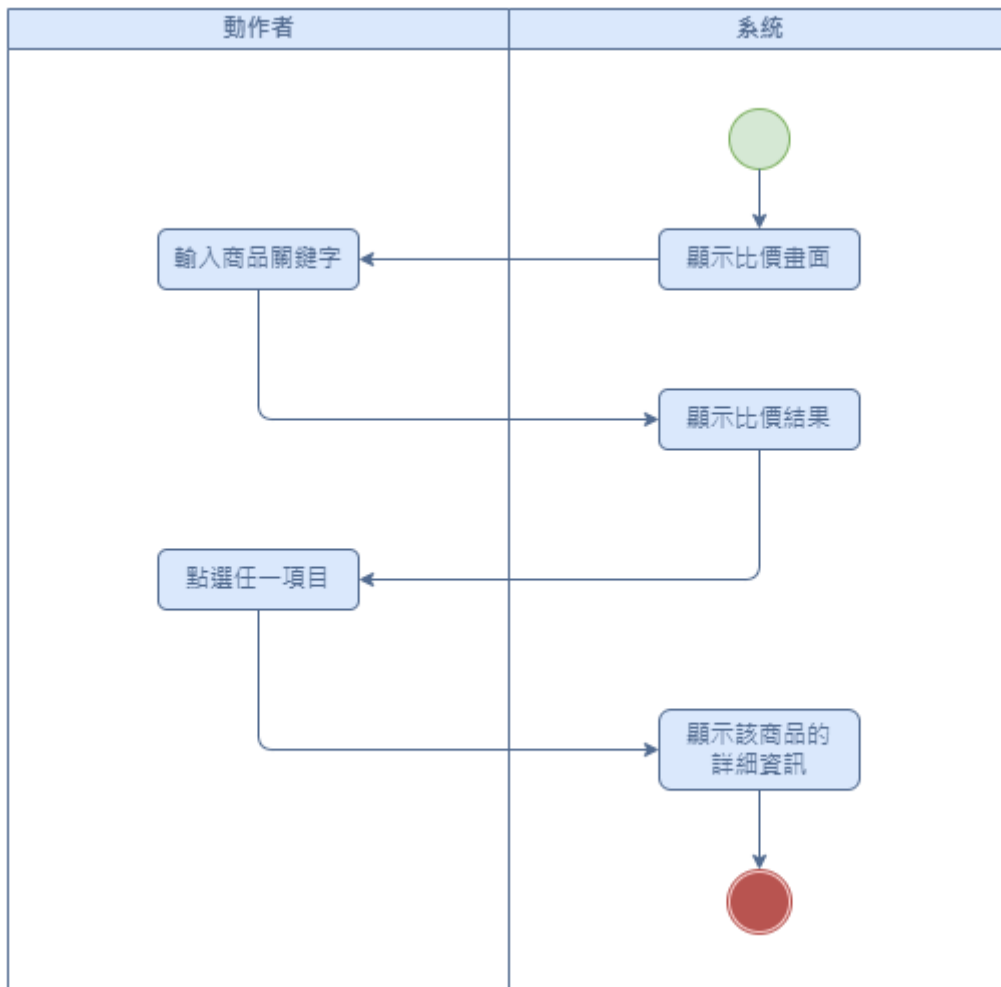 動作者
系統
顯示比價畫面
輸入商品關鍵字
顯示比價結果
點選任一項目
顯示該商品的
詳細資訊